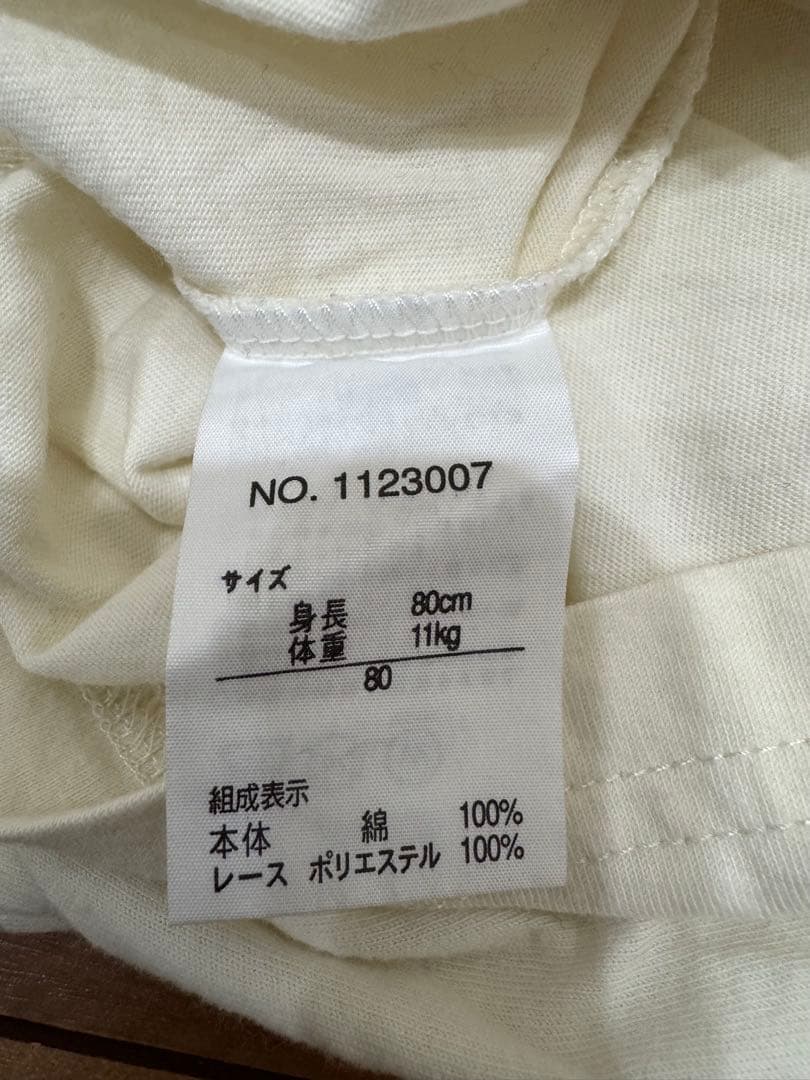 NO. 1123007
サイズ
身長 80cm
体重 11kg
80
組成表示
本体 綿 100%
レース ポリエステル 100%